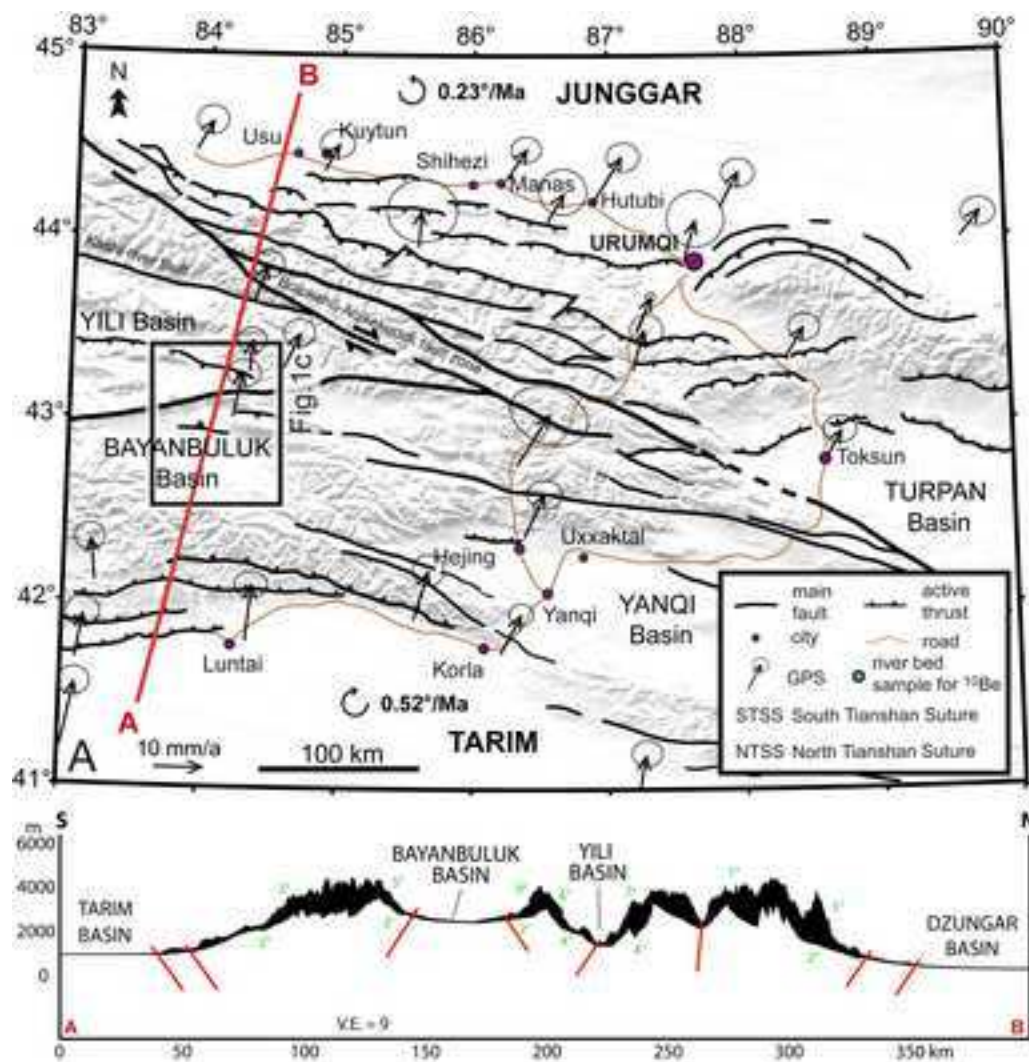 83° 84° 85° 86° 87° 88° 89° 90°
45°
B
N
0.23°/Ma
JUNGGAR
Usu
Kuytun
Shihezi
Manas
Hutubi
44°
URUMQI
YILI Basin
fault zone
Fig.1c
43°
BAYANBULUK
Basin
Toksun
TURPAN
Basin
Uxxaktal
Hejing
42°
Yanqi
YANQI
Basin
Luntai
Korla
A
0.52°/Ma
TARIM
A
10 mm/a
100 km
41°
main
fault
active
thrust
city
road
GPS
river bed
sample for ¹⁰Be
STSS South Tianshan Suture
NTSS North Tianshan Suture
m
S
6000
4000
2000
0
TARIM
BASIN
BAYANBULUK
BASIN
YILI
BASIN
DZUNGAR
BASIN
A
V.E. = 9
B
0 50 100 150 200 250 300 350 km